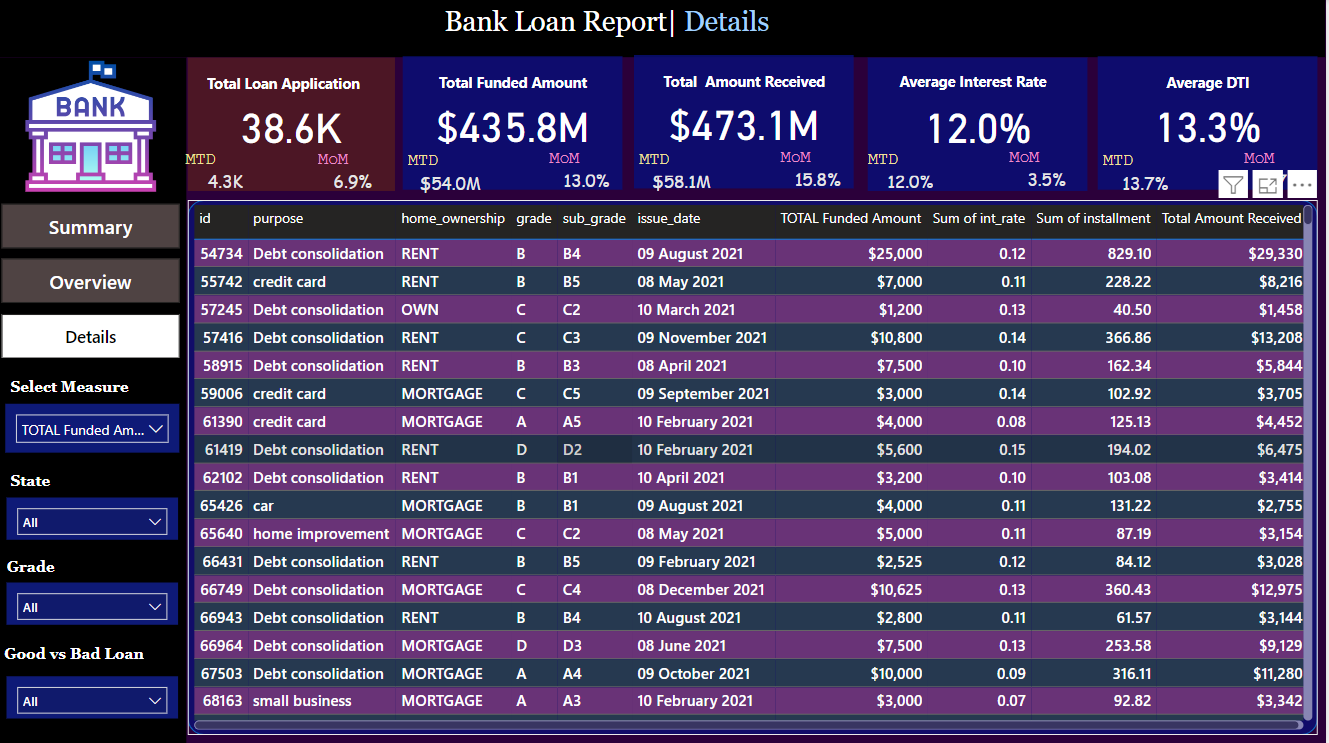 Bank Loan Report| Details
BANK
Total Loan Application
38.6K
MTD MoM
4.3K 6.9%
Total Funded Amount
$435.8M
MTD MoM
$54.0M 13.0%
Total Amount Received
$473.1M
MTD MoM
$58.1M 15.8%
Average Interest Rate
12.0%
MTD MoM
12.0% 3.5%
Average DTI
13.3%
MTD MoM
13.7%
Summary
Overview
Details
Select Measure
TOTAL Funded Am...
State
All
Grade
All
Good vs Bad Loan
All
id purpose home_ownership grade sub_grade issue_date TOTAL Funded Amount Sum of int_rate Sum of installment Total Amount Received
54734 Debt consolidation RENT B B4 09 August 2021 $25,000 0.12 829.10 $29,330
55742 credit card RENT B B5 08 May 2021 $7,000 0.11 228.22 $8,216
57245 Debt consolidation OWN C C2 10 March 2021 $1,200 0.13 40.50 $1,458
57416 Debt consolidation RENT C C3 09 November 2021 $10,800 0.14 366.86 $13,208
58915 Debt consolidation RENT B B3 08 April 2021 $7,500 0.10 162.34 $5,844
59006 credit card MORTGAGE C C5 09 September 2021 $3,000 0.14 102.92 $3,705
61390 credit card MORTGAGE A A5 10 February 2021 $4,000 0.08 125.13 $4,452
61419 Debt consolidation RENT D D2 10 February 2021 $5,600 0.15 194.02 $6,475
62102 Debt consolidation RENT B B1 10 April 2021 $3,200 0.10 103.08 $3,414
65426 car MORTGAGE B B1 09 August 2021 $4,000 0.11 131.22 $2,755
65640 home improvement MORTGAGE C C2 08 May 2021 $5,000 0.11 87.19 $3,154
66431 Debt consolidation RENT B B5 09 February 2021 $2,525 0.12 84.12 $3,028
66749 Debt consolidation MORTGAGE C C4 08 December 2021 $10,625 0.13 360.43 $12,975
66943 Debt consolidation RENT B B4 10 August 2021 $2,800 0.11 61.57 $3,144
66964 Debt consolidation MORTGAGE D D3 08 June 2021 $7,500 0.13 253.58 $9,129
67503 Debt consolidation MORTGAGE A A4 09 October 2021 $10,000 0.09 316.11 $11,280
68163 small business MORTGAGE A A3 10 February 2021 $3,000 0.07 92.82 $3,342